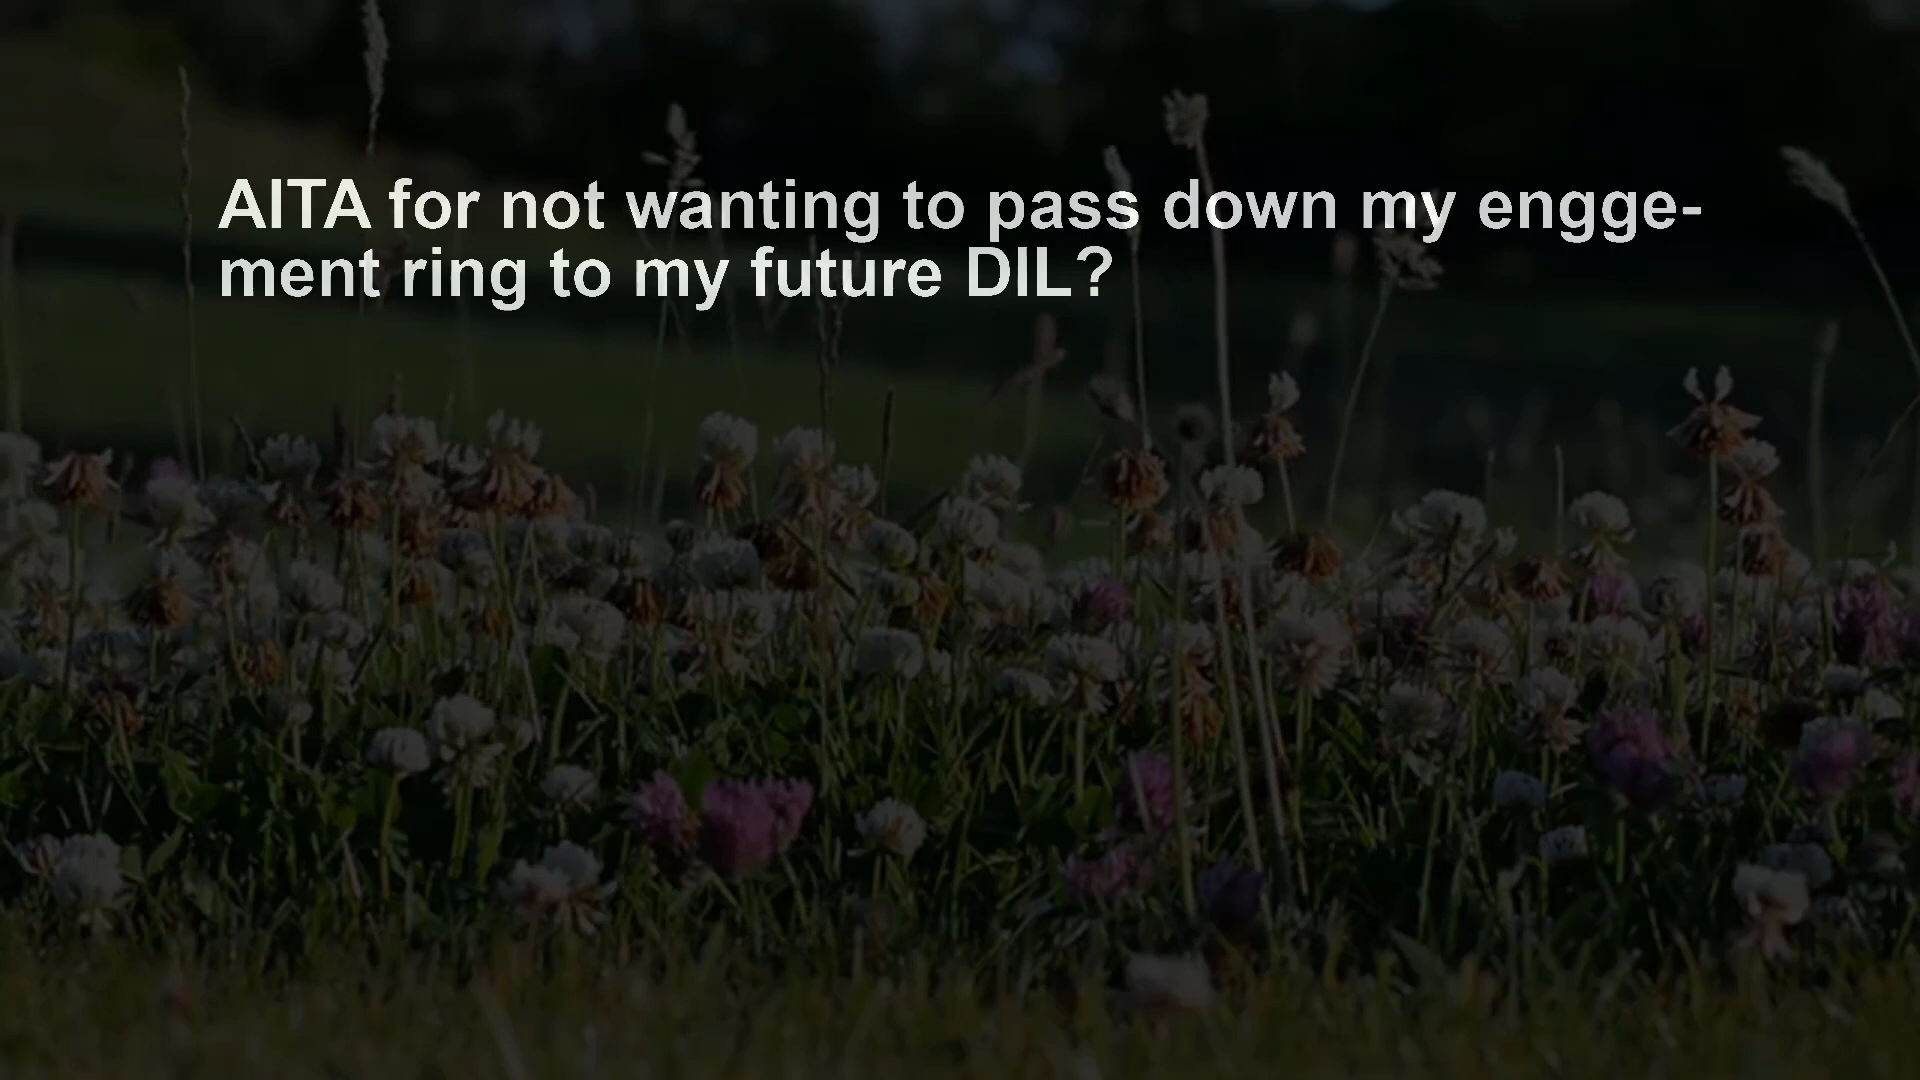 AITA for not wanting to pass down my engge-
ment ring to my future DIL?